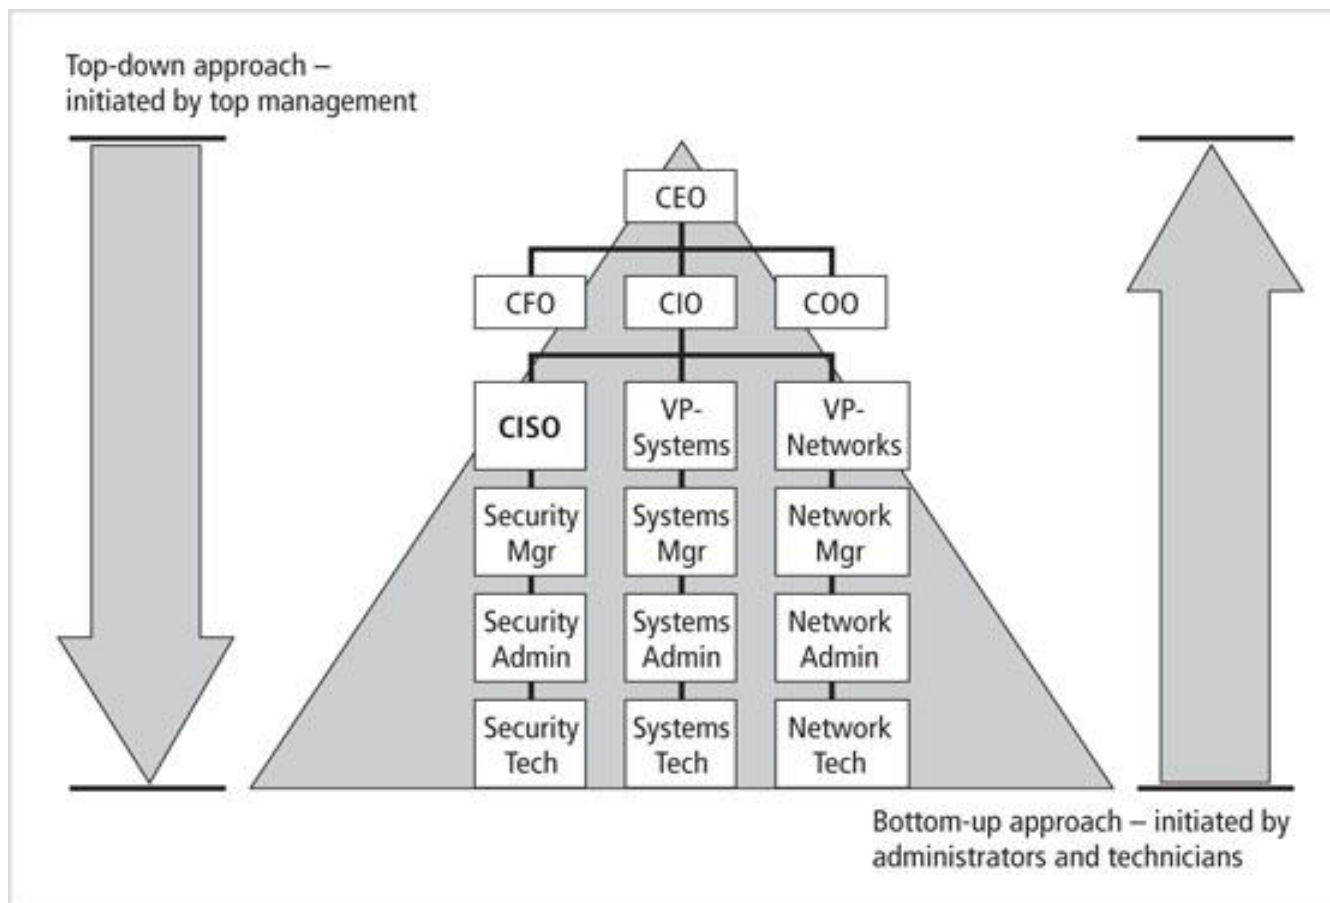 Top-down approach –
initiated by top management
CEO
CFO
CIO
COO
CISO
VP-
Systems
VP-
Networks
Security
Mgr
Systems
Mgr
Network
Mgr
Security
Admin
Systems
Admin
Network
Admin
Security
Tech
Systems
Tech
Network
Tech
Bottom-up approach – initiated by
administrators and technicians